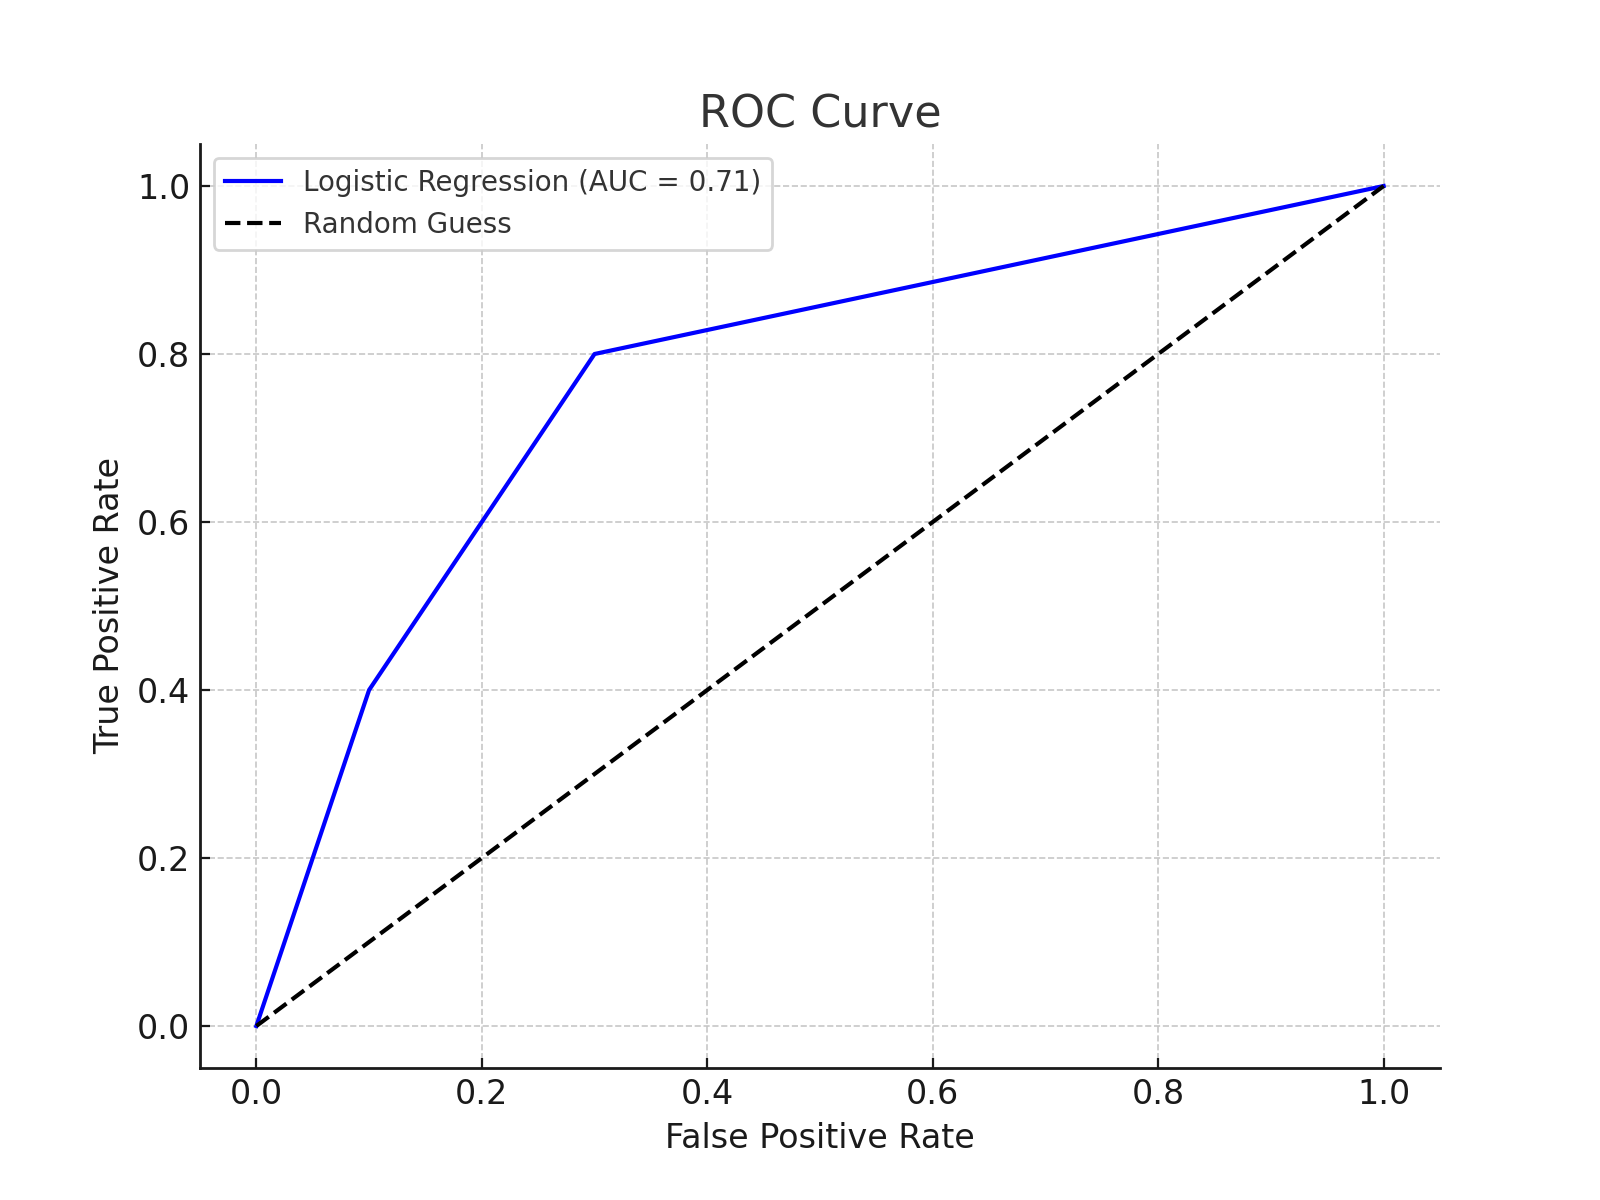 ROC Curve
Logistic Regression (AUC = 0.71)
Random Guess
1.0
0.8
0.6
0.4
0.2
0.0
True Positive Rate
0.0 0.2 0.4 0.6 0.8 1.0
False Positive Rate